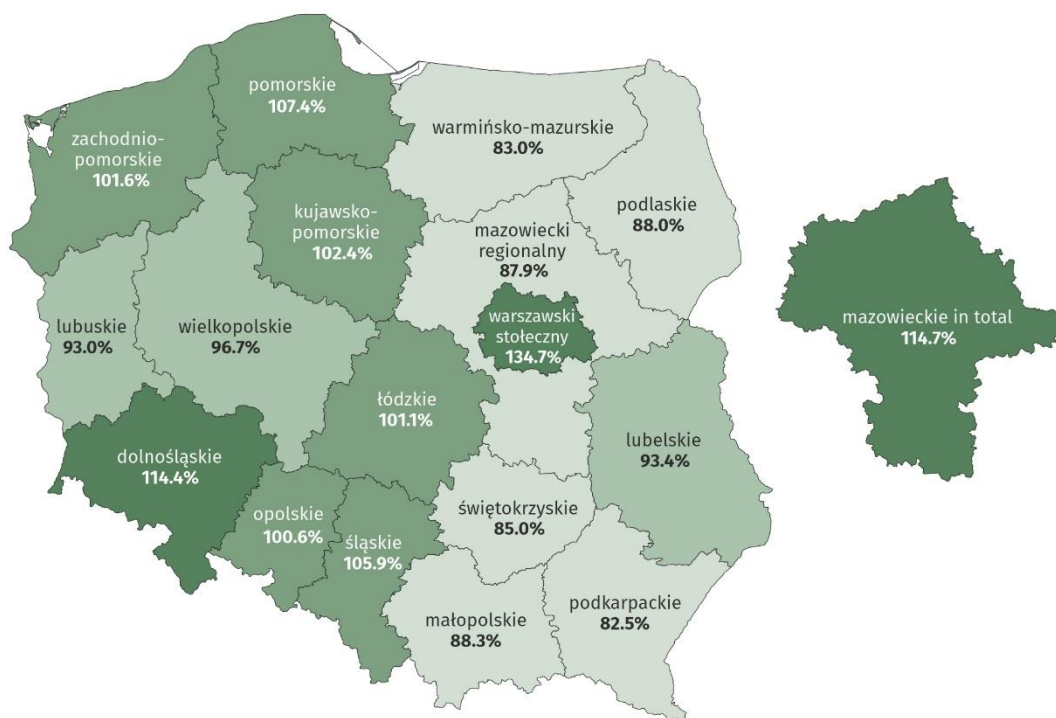 pomorskie
107.4%
zachodnio-
pomorskie
101.6%
warmińsko-mazurskie
83.0%
podlaskie
88.0%
kujawsko-
pomorskie
102.4%
mazowiecki
regionalny
87.9%
warszawski
stołeczny
134.7%
lubuskie
93.0%
wielkopolskie
96.7%
łódzkie
101.1%
lubelskie
93.4%
dolnośląskie
114.4%
opolskie
100.6%
śląskie
105.9%
świętokrzyskie
85.0%
małopolskie
88.3%
podkarpackie
82.5%
mazowieckie in total
114.7%